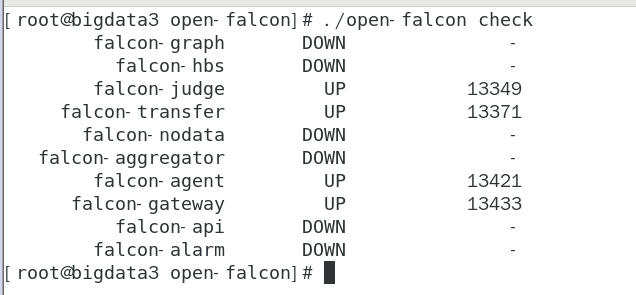 [root@bigdata3 open-falcon]# ./open-falcon check
falcon-graph DOWN -
falcon-hbs DOWN -
falcon-judge UP 13349
falcon-transfer UP 13371
falcon-nodata DOWN -
falcon-aggregator DOWN -
falcon-agent UP 13421
falcon-gateway UP 13433
falcon-api DOWN -
falcon-alarm DOWN -
[root@bigdata3 open-falcon]#